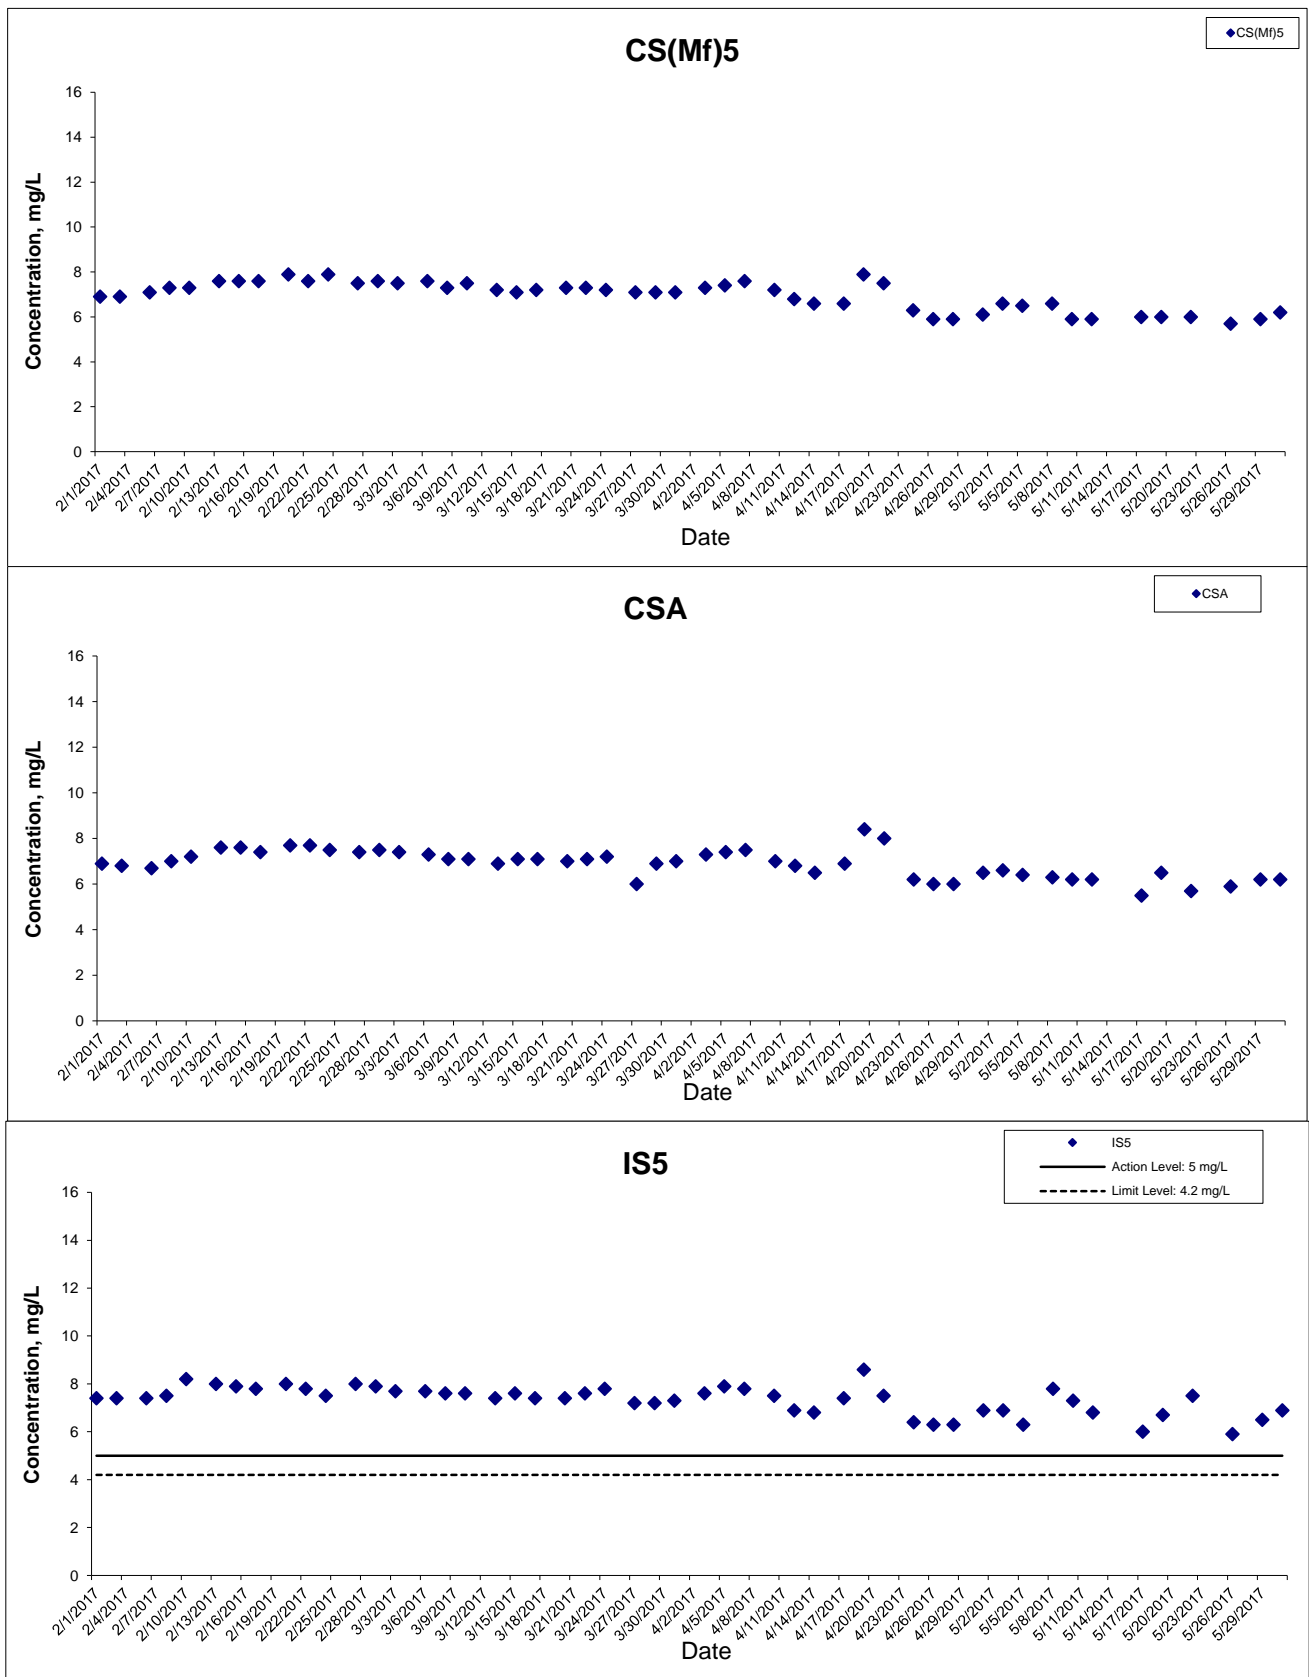 CS(Mf)5
CS(Mf)5
16
14
12
10
8
6
4
2
0
Concentration, mg/L
2/1/2017 2/4/2017 2/7/2017 2/10/2017 2/13/2017 2/16/2017 2/19/2017 2/22/2017 2/25/2017 2/28/2017 3/3/2017 3/6/2017 3/9/2017 3/12/2017 3/15/2017 3/18/2017 3/21/2017 3/24/2017 3/27/2017 3/30/2017 4/2/2017 4/5/2017 4/8/2017 4/11/2017 4/14/2017 4/17/2017 4/20/2017 4/23/2017 4/26/2017 4/29/2017 5/2/2017 5/5/2017 5/8/2017 5/11/2017 5/14/2017 5/17/2017 5/20/2017 5/23/2017 5/26/2017 5/29/2017
Date
CSA
CSA
16
14
12
10
8
6
4
2
0
Concentration, mg/L
2/1/2017 2/4/2017 2/7/2017 2/10/2017 2/13/2017 2/16/2017 2/19/2017 2/22/2017 2/25/2017 2/28/2017 3/3/2017 3/6/2017 3/9/2017 3/12/2017 3/15/2017 3/18/2017 3/21/2017 3/24/2017 3/27/2017 3/30/2017 4/2/2017 4/5/2017 4/8/2017 4/11/2017 4/14/2017 4/17/2017 4/20/2017 4/23/2017 4/26/2017 4/29/2017 5/2/2017 5/5/2017 5/8/2017 5/11/2017 5/14/2017 5/17/2017 5/20/2017 5/23/2017 5/26/2017 5/29/2017
Date
IS5
IS5
Action Level: 5 mg/L
Limit Level: 4.2 mg/L
16
14
12
10
8
6
4
2
0
Concentration, mg/L
2/1/2017 2/4/2017 2/7/2017 2/10/2017 2/13/2017 2/16/2017 2/19/2017 2/22/2017 2/25/2017 2/28/2017 3/3/2017 3/6/2017 3/9/2017 3/12/2017 3/15/2017 3/18/2017 3/21/2017 3/24/2017 3/27/2017 3/30/2017 4/2/2017 4/5/2017 4/8/2017 4/11/2017 4/14/2017 4/17/2017 4/20/2017 4/23/2017 4/26/2017 4/29/2017 5/2/2017 5/5/2017 5/8/2017 5/11/2017 5/14/2017 5/17/2017 5/20/2017 5/23/2017 5/26/2017 5/29/2017
Date